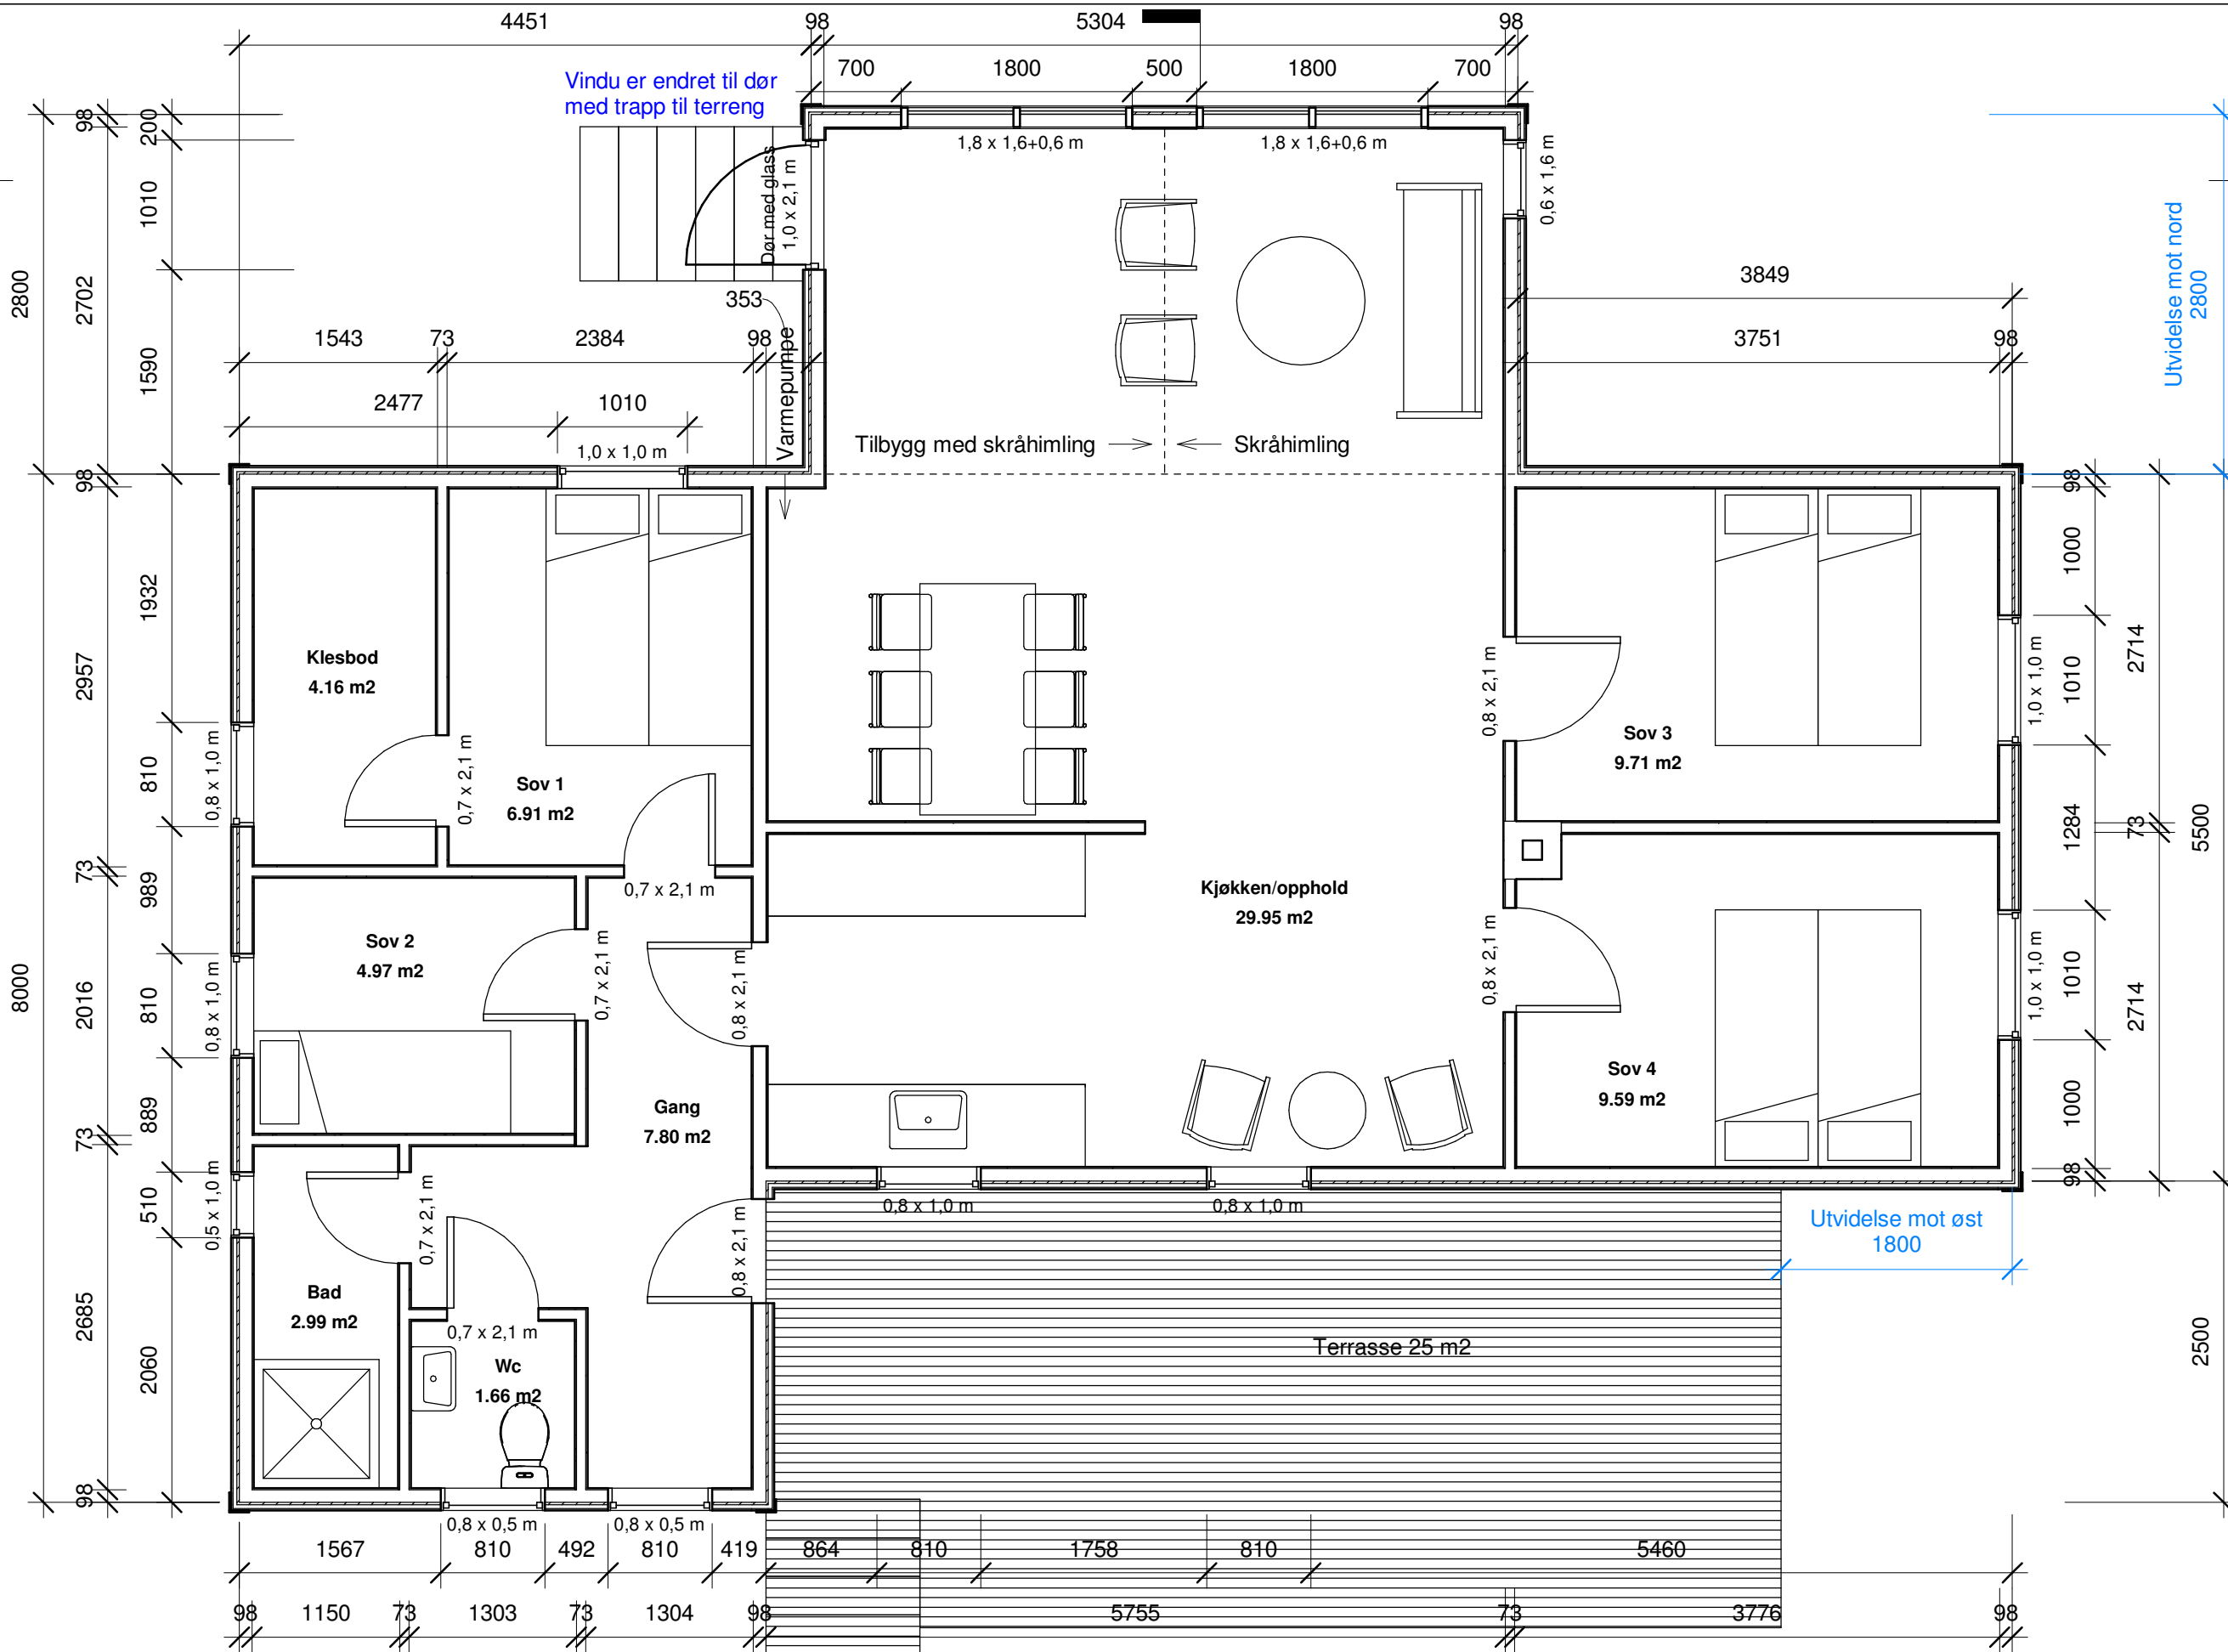 4451
98
5304
98
700
1800
500
1800
700
Vindu er endret til dør
med trapp til terreng
1,8 x 1,6+0,6 m
1,8 x 1,6+0,6 m
Dør med glass
1,0 x 2,1 m
0,6 x 1,6 m
98
200
1010
2800
2702
1590
353
Varmepumpe
3849
3751
98
Utvidelse mot nord
2800
1543
73
2384
98
2477
1010
1,0 x 1,0 m
Tilbygg med skråhimling
Skråhimling
98
1932
2957
810
0,8 x 1,0 m
73
989
8000
2016
810
0,8 x 1,0 m
889
73
510
0,5 x 1,0 m
2685
2060
98
Klesbod
4.16 m2
0,7 x 2,1 m
Sov 1
6.91 m2
0,7 x 2,1 m
Sov 2
4.97 m2
0,7 x 2,1 m
0,8 x 2,1 m
Gang
7.80 m2
Kjøkken/opphold
29.95 m2
0,8 x 2,1 m
Sov 3
9.71 m2
0,8 x 2,1 m
Sov 4
9.59 m2
98
1000
2714
1010
1,0 x 1,0 m
1284
73
5500
1010
1,0 x 1,0 m
2714
1000
98
Bad
2.99 m2
0,7 x 2,1 m
0,7 x 2,1 m
Wc
1.66 m2
0,8 x 2,1 m
0,8 x 1,0 m
0,8 x 1,0 m
Utvidelse mot øst
1800
Terrasse 25 m2
2500
0,8 x 0,5 m
0,8 x 0,5 m
1567
810
492
810
419
864
810
1758
810
5460
98
1150
73
1303
73
1304
98
5755
73
3776
98